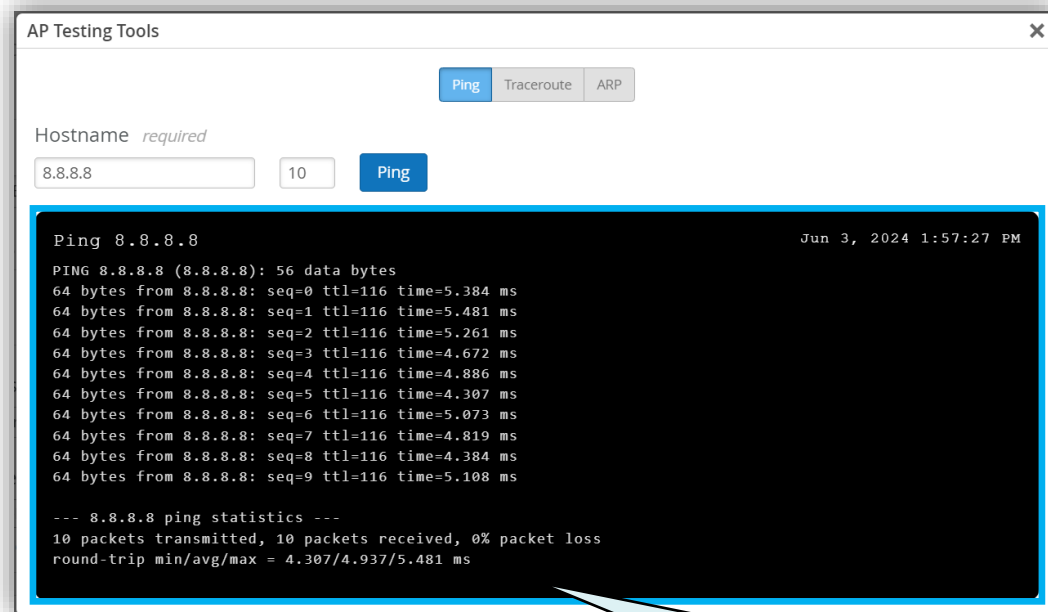 AP Testing Tools
Ping Traceroute ARP
Hostname required
8.8.8.8 10 Ping
Ping 8.8.8.8 Jun 3, 2024 1:57:27 PM
PING 8.8.8.8 (8.8.8.8): 56 data bytes
64 bytes from 8.8.8.8: seq=0 ttl=116 time=5.384 ms
64 bytes from 8.8.8.8: seq=1 ttl=116 time=5.481 ms
64 bytes from 8.8.8.8: seq=2 ttl=116 time=5.261 ms
64 bytes from 8.8.8.8: seq=3 ttl=116 time=4.672 ms
64 bytes from 8.8.8.8: seq=4 ttl=116 time=4.886 ms
64 bytes from 8.8.8.8: seq=5 ttl=116 time=4.307 ms
64 bytes from 8.8.8.8: seq=6 ttl=116 time=5.073 ms
64 bytes from 8.8.8.8: seq=7 ttl=116 time=4.819 ms
64 bytes from 8.8.8.8: seq=8 ttl=116 time=4.384 ms
64 bytes from 8.8.8.8: seq=9 ttl=116 time=5.108 ms
--- 8.8.8.8 ping statistics ---
10 packets transmitted, 10 packets received, 0% packet loss
round-trip min/avg/max = 4.307/4.937/5.481 ms